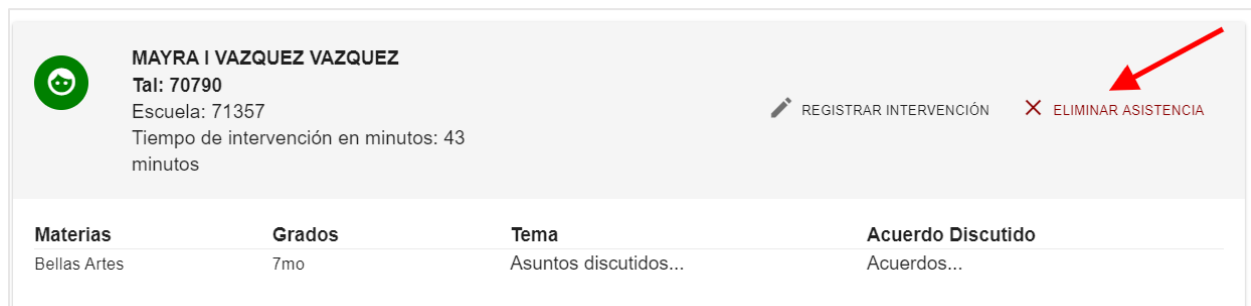 MAYRA I VAZQUEZ VAZQUEZ
Tal: 70790
Escuela: 71357
Tiempo de intervención en minutos: 43
minutos
REGISTRAR INTERVENCIÓN
ELIMINAR ASISTENCIA
Materias Grados Tema Acuerdo Discutido
Bellas Artes 7mo Asuntos discutidos... Acuerdos...